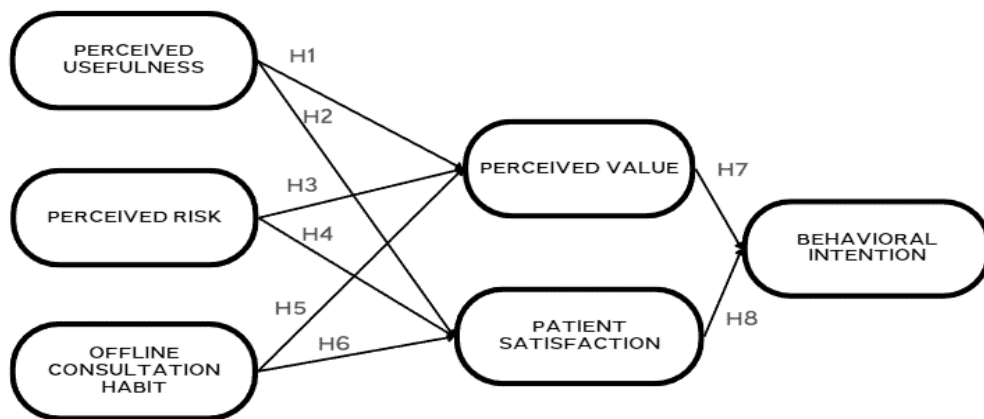 PERCEIVED
USEFULNESS
H1
H2
PERCEIVED RISK
H3
H4
OFFLINE
CONSULTATION
HABIT
H5
H6
PERCEIVED VALUE
H7
PATIENT
SATISFACTION
H8
BEHAVIORAL
INTENTION